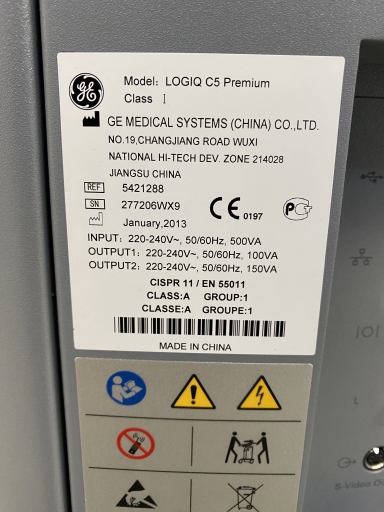 Model: LOGIQ C5 Premium
Class I
GE MEDICAL SYSTEMS (CHINA) CO.,LTD.
NO.19,CHANGJIANG ROAD WUXI
NATIONAL HI-TECH DEV. ZONE 214028
JIANGSU CHINA
REF 5421288
SN 277206WX9
January,2013
CE 0197
INPUT: 220-240V~, 50/60Hz, 500VA
OUTPUT1: 220-240V~, 50/60Hz, 100VA
OUTPUT2: 220-240V~, 50/60Hz, 150VA
CISPR 11 / EN 55011
CLASS:A GROUP:1
CLASSE:A GROUPE:1
MADE IN CHINA
S-Video